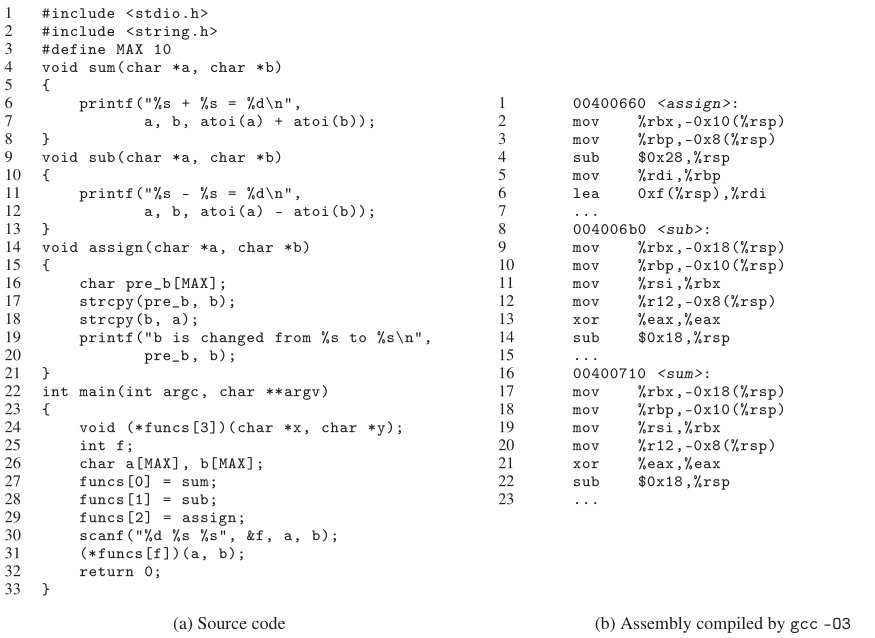 1 #include <stdio.h>
2 #include <string.h>
3 #define MAX 10
4 void sum(char *a, char *b)
5 {
6     printf("%s + %s = %d\n",
7             a, b, atoi(a) + atoi(b));
8 }
9 void sub(char *a, char *b)
10 {
11     printf("%s - %s = %d\n",
12             a, b, atoi(a) - atoi(b));
13 }
14 void assign(char *a, char *b)
15 {
16     char pre_b[MAX];
17     strcpy(pre_b, b);
18     strcpy(b, a);
19     printf("b is changed from %s to %s\n",
20             pre_b, b);
21 }
22 int main(int argc, char **argv)
23 {
24     void (*funcs[3])(char *x, char *y);
25     int f;
26     char a[MAX], b[MAX];
27     funcs[0] = sum;
28     funcs[1] = sub;
29     funcs[2] = assign;
30     scanf("%d %s %s", &f, a, b);
31     (*funcs[f])(a, b);
32     return 0;
33 }
(a) Source code
1 00400660 <assign>:
2 mov %rbx,-0x10(%rsp)
3 mov %rbp,-0x8(%rsp)
4 sub $0x28,%rsp
5 mov %rdi,%rbp
6 lea 0xf(%rsp),%rdi
7 ...
8 004006b0 <sub>:
9 mov %rbx,-0x18(%rsp)
10 mov %rbp,-0x10(%rsp)
11 mov %rsi,%rbx
12 mov %r12,-0x8(%rsp)
13 xor %eax,%eax
14 sub $0x18,%rsp
15 ...
16 00400710 <sum>:
17 mov %rbx,-0x18(%rsp)
18 mov %rbp,-0x10(%rsp)
19 mov %rsi,%rbx
20 mov %r12,-0x8(%rsp)
21 xor %eax,%eax
22 sub $0x18,%rsp
23 ...
(b) Assembly compiled by gcc -O3